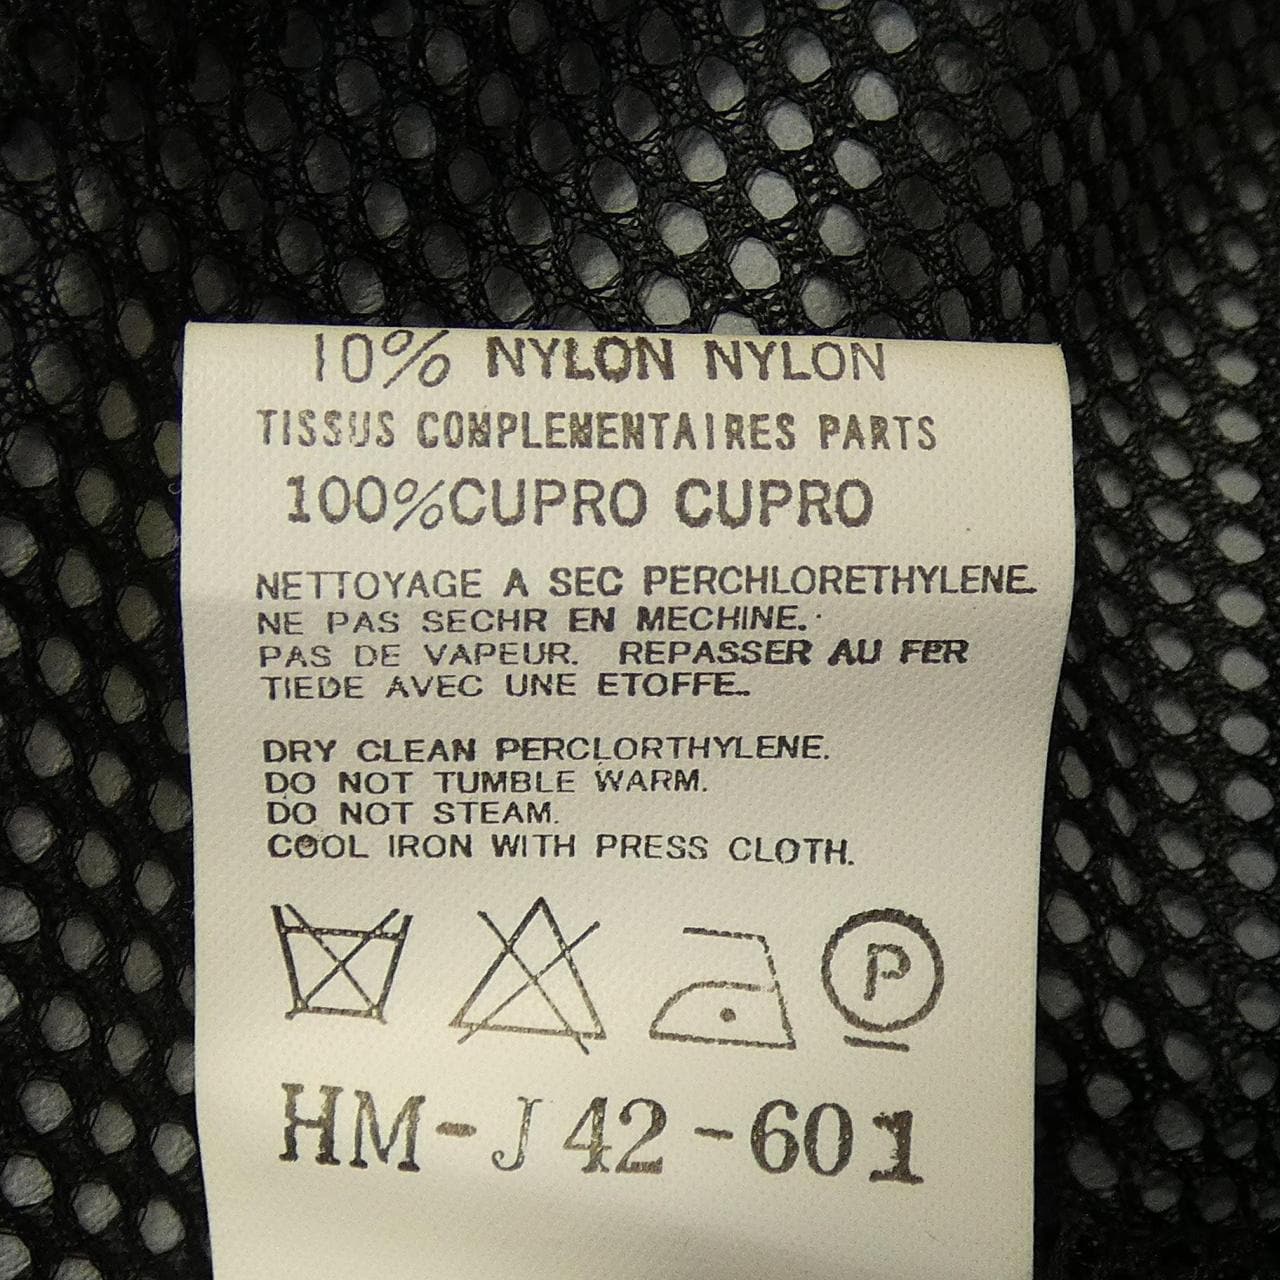 10% NYLON NYLON
TISSUS COMPLEMENTAIRES PARTS
100%CUPRO CUPRO
NETTOYAGE A SEC PERCHLORETHYLENE.
NE PAS SECHR EN MECHINE.
PAS DE VAPEUR. REPASSER AU FER
TIEDE AVEC UNE ETOFFE.
DRY CLEAN PERCLORTHYLENE.
DO NOT TUMBLE WARM.
DO NOT STEAM.
COOL IRON WITH PRESS CLOTH.
P
HM-J42-601